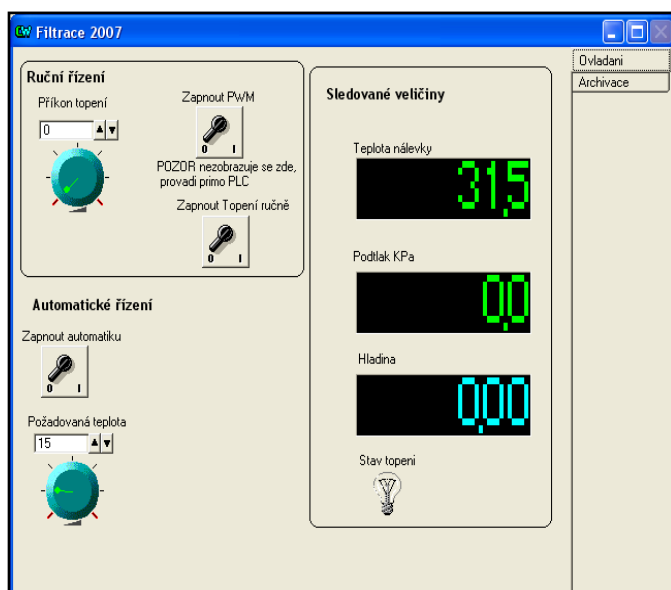 Filtrace 2007
Ovladani
Archivace
Ruční řízení
Příkon topení
0
Zapnout PWM
0 I
POZOR nezobrazuje se zde,
provadi primo PLC
Zapnout Topení ručně
0 I
Automatické řízení
Zapnout automatiku
0 I
Požadovaná teplota
15
Sledované veličiny
Teplota nálevky
31,5
Podtlak KPa
0,0
Hladina
0,00
Stav topeni